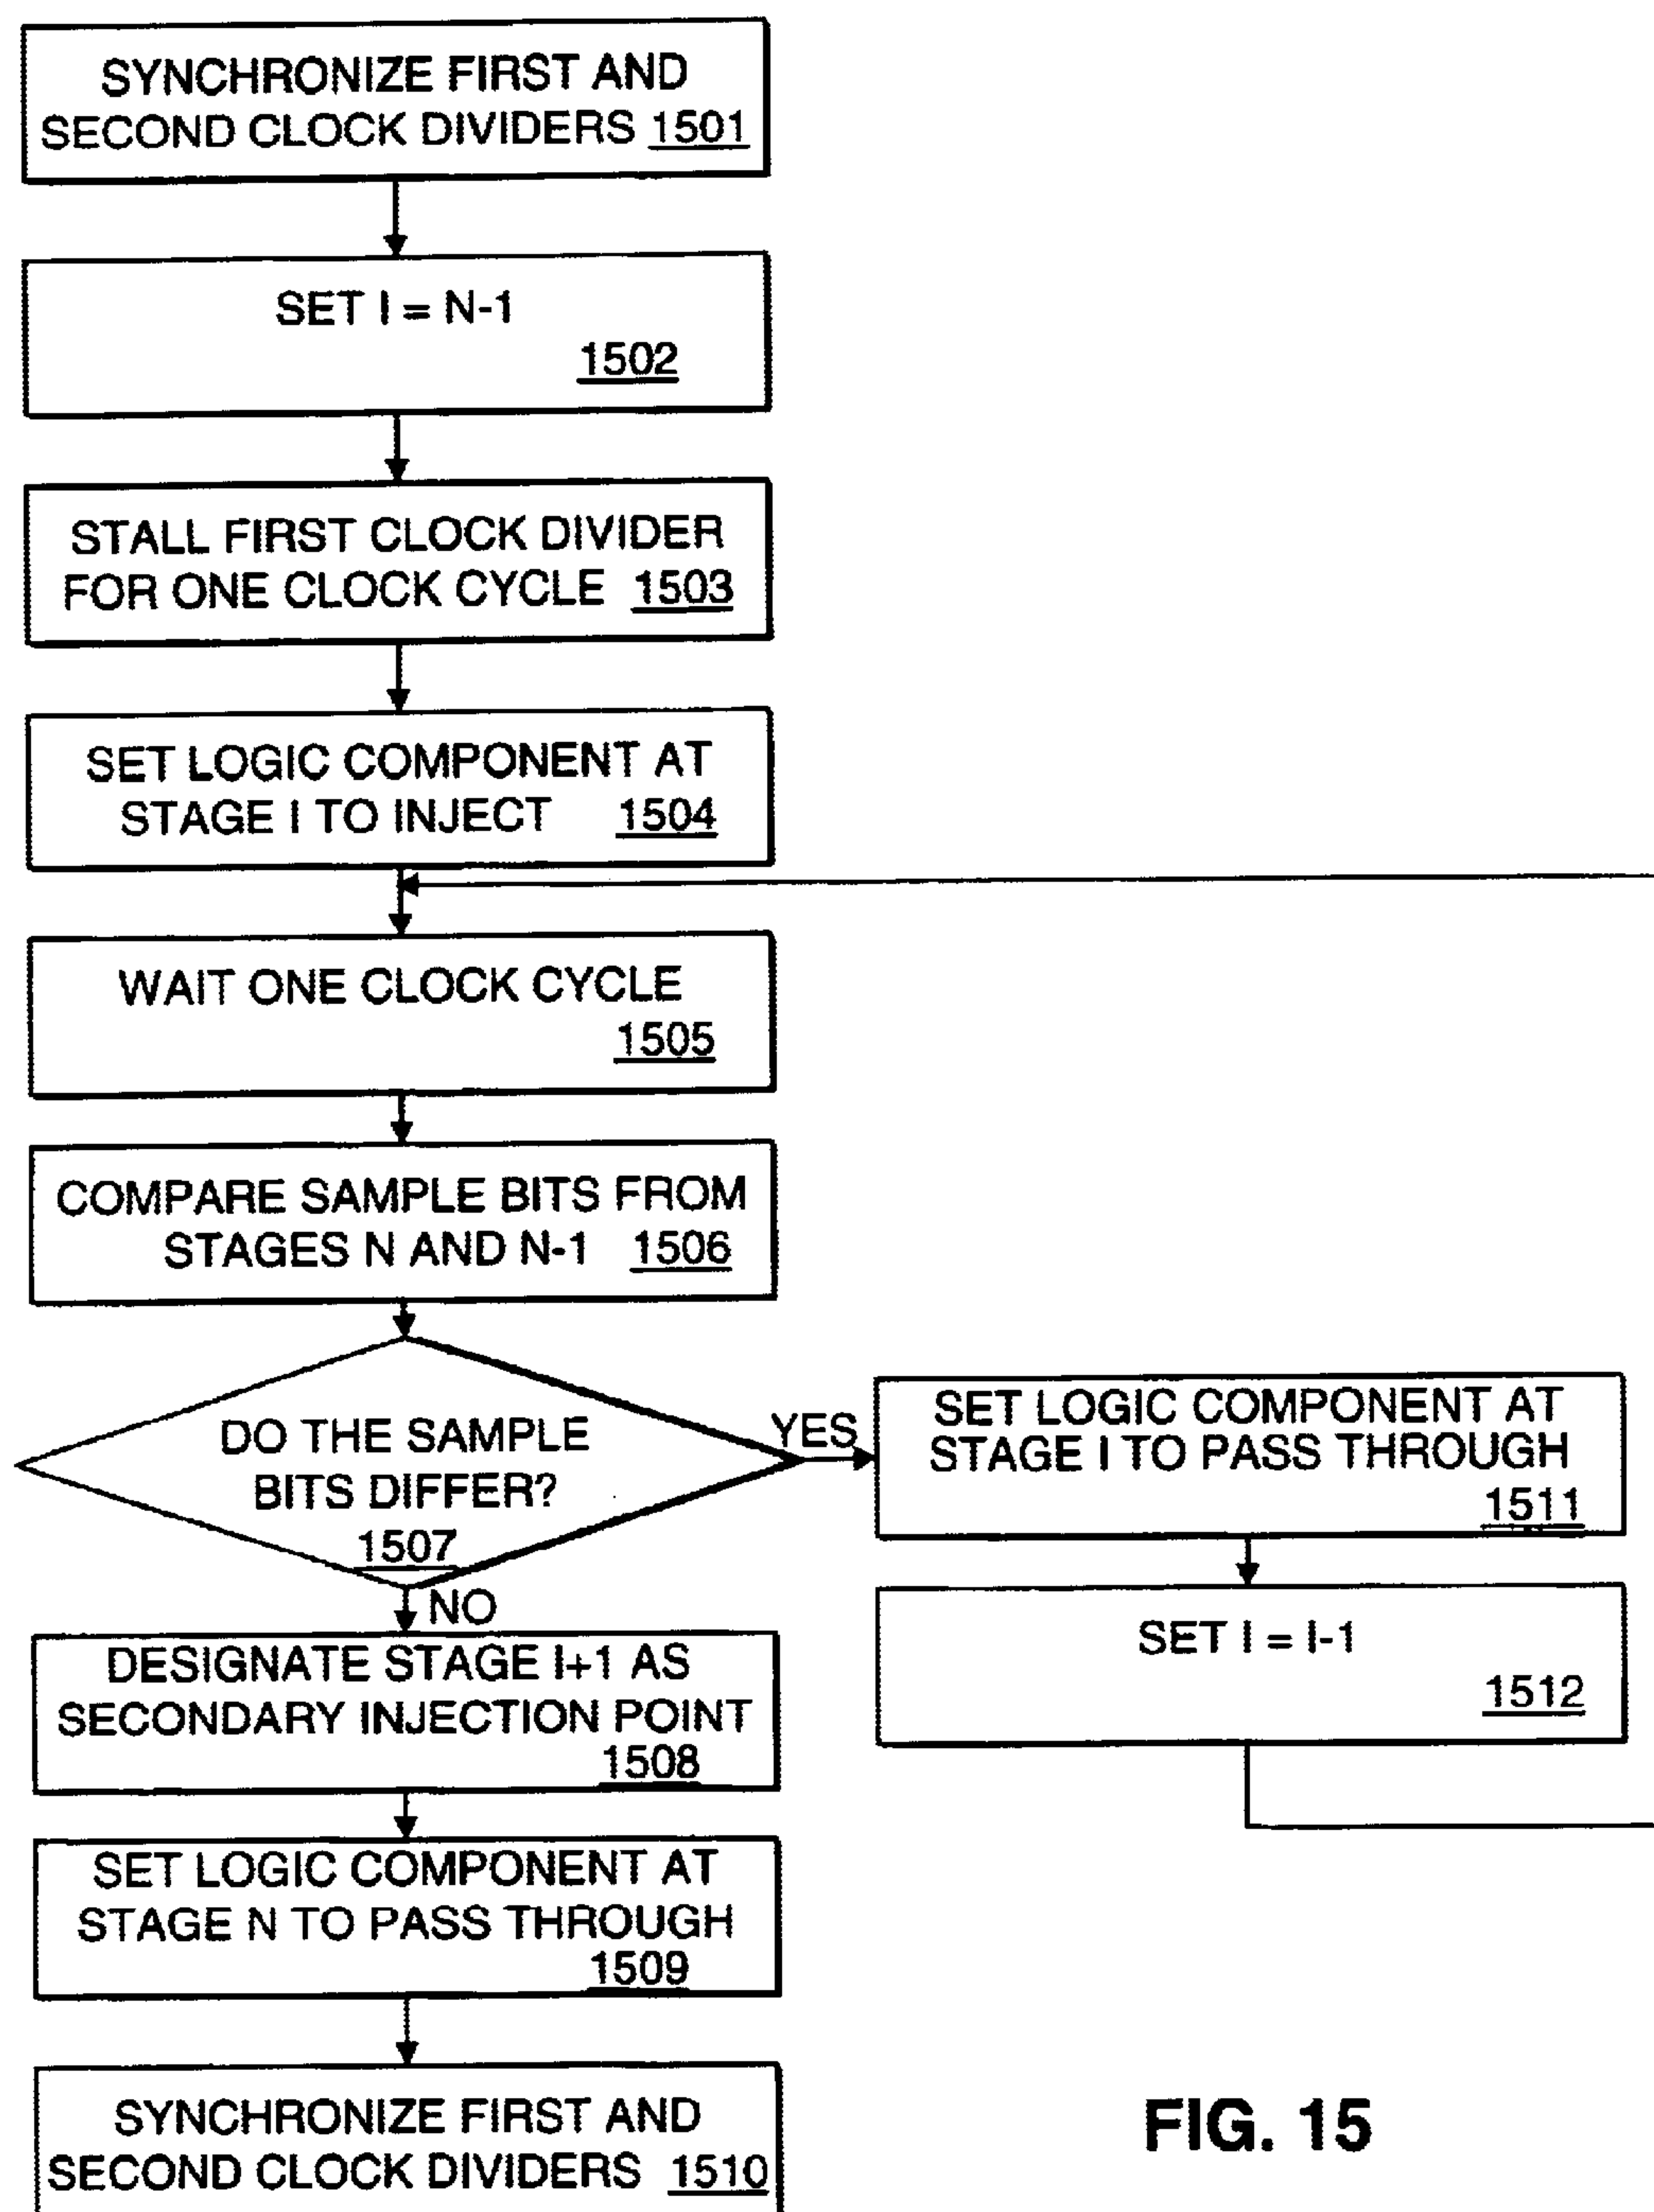 SYNCHRONIZE FIRST AND
SECOND CLOCK DIVIDERS 1501
SET I = N-1
1502
STALL FIRST CLOCK DIVIDER
FOR ONE CLOCK CYCLE 1503
SET LOGIC COMPONENT AT
STAGE I TO INJECT 1504
WAIT ONE CLOCK CYCLE
1505
COMPARE SAMPLE BITS FROM
STAGES N AND N-1 1506
DO THE SAMPLE
BITS DIFFER?
1507
YES
SET LOGIC COMPONENT AT
STAGE I TO PASS THROUGH
1511
SET I = I-1
1512
NO
DESIGNATE STAGE I+1 AS
SECONDARY INJECTION POINT
1508
SET LOGIC COMPONENT AT
STAGE N TO PASS THROUGH
1509
SYNCHRONIZE FIRST AND
SECOND CLOCK DIVIDERS 1510
FIG. 15